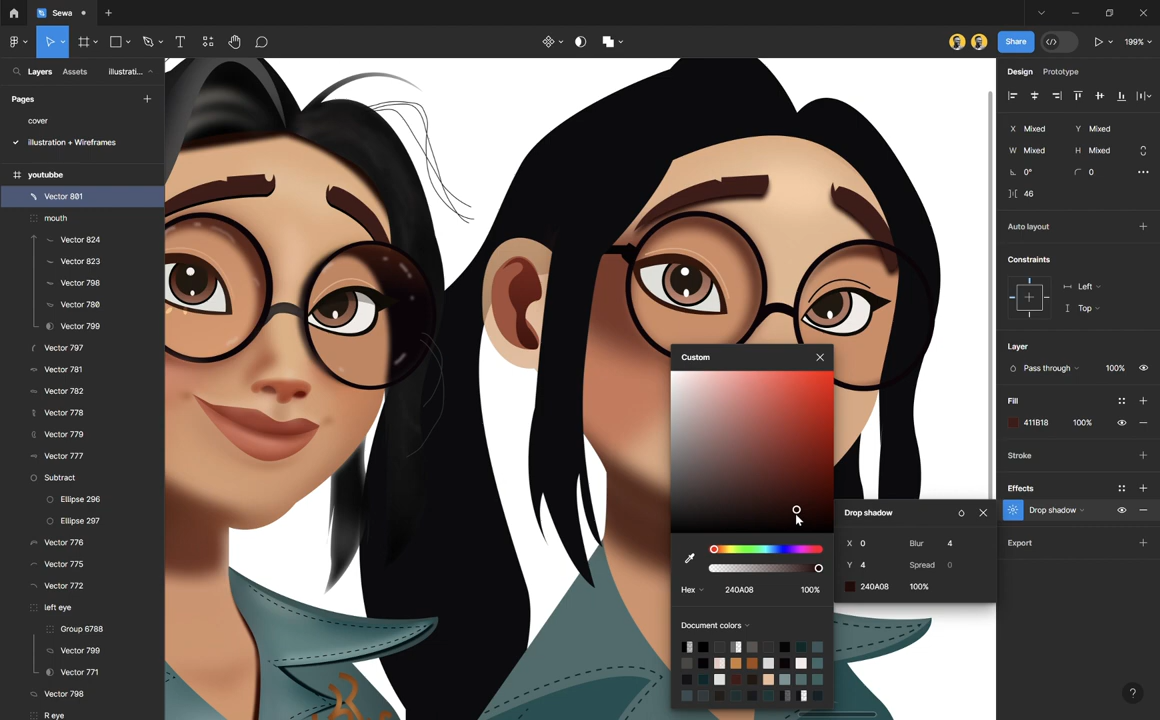 Sewa
Share
199%
Layers
Assets
illustrati...
Pages
cover
illustration + Wireframes
youtubbe
Vector 801
mouth
Vector 824
Vector 823
Vector 798
Vector 780
Vector 799
Vector 797
Vector 781
Vector 782
Vector 778
Vector 779
Vector 777
Subtract
Ellipse 296
Ellipse 297
Vector 776
Vector 775
Vector 772
left eye
Group 6788
Vector 799
Vector 771
Vector 798
R eye
Custom
Hex
240A08
100%
Document colors
Drop shadow
X 0
Blur 4
Y 4
Spread 0
240A08 100%
Design
Prototype
X Mixed
Y Mixed
W Mixed
H Mixed
0°
0
46
Auto layout
Constraints
Left
Top
Layer
Pass through
100%
Fill
411B18
100%
Stroke
Effects
Drop shadow
Export
?